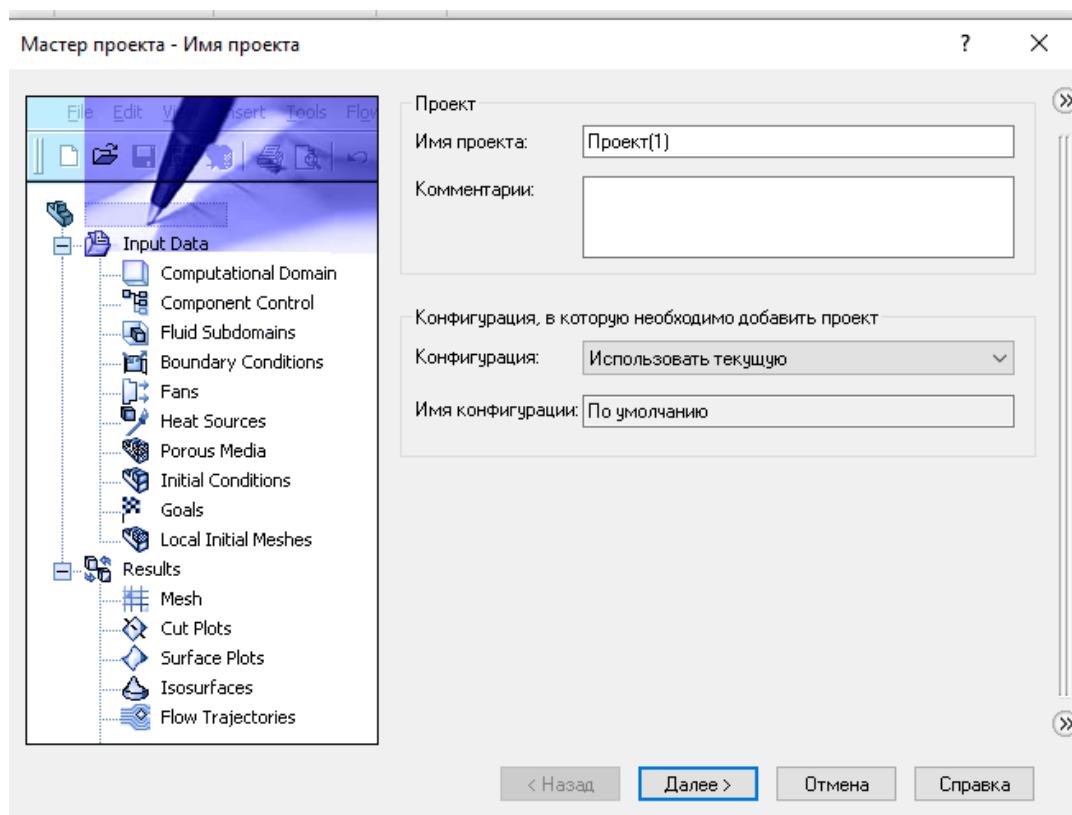 Мастер проекта - Имя проекта
?
File Edit View Insert Tools Flow
Input Data
Computational Domain
Component Control
Fluid Subdomains
Boundary Conditions
Fans
Heat Sources
Porous Media
Initial Conditions
Goals
Local Initial Meshes
Results
Mesh
Cut Plots
Surface Plots
Isosurfaces
Flow Trajectories
Проект
Имя проекта: Проект(1)
Комментарии:
Конфигурация, в которую необходимо добавить проект
Конфигурация: Использовать текущую
Имя конфигурации: По умолчанию
< Назад Далее > Отмена Справка